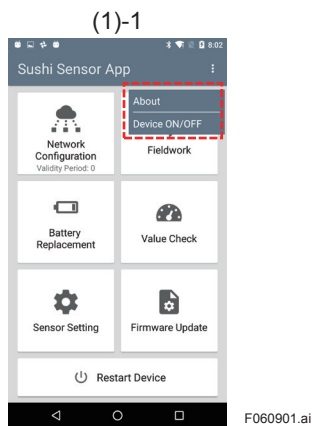 (1)-1
8:02
Sushi Sensor App
About
Device ON/OFF
Network
Configuration
Validity Period: 0
Fieldwork
Battery
Replacement
Value Check
Sensor Setting
Firmware Update
Restart Device
F060901.ai